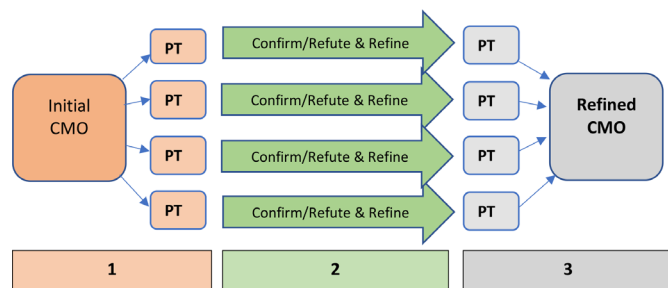 PT
Confirm/Refute & Refine
PT
Initial
CMO
PT
Confirm/Refute & Refine
PT
Refined
CMO
PT
Confirm/Refute & Refine
PT
PT
Confirm/Refute & Refine
PT
1
2
3